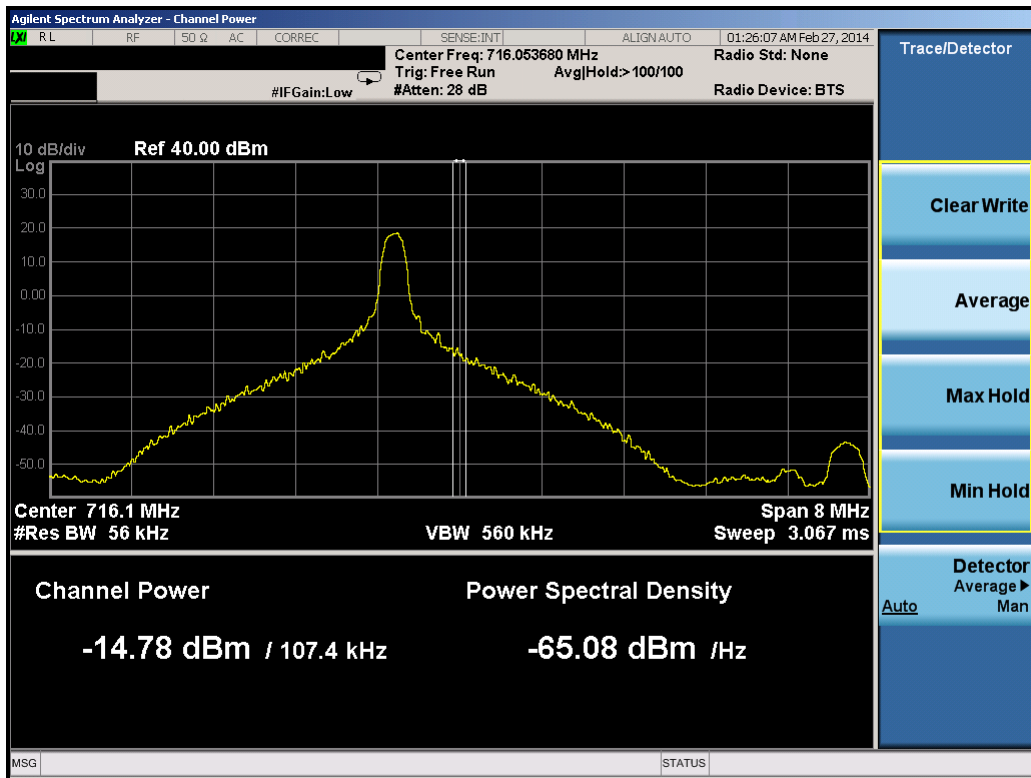 Agilent Spectrum Analyzer - Channel Power
LXI RL RF 50 Ω AC CORREC SENSE:INT ALIGN AUTO 01:26:07 AM Feb 27, 2014
Center Freq: 716.053680 MHz Radio Std: None
Trig: Free Run Avg|Hold:>100/100
#IFGain:Low #Atten: 28 dB Radio Device: BTS
Trace/Detector
10 dB/div Ref 40.00 dBm
Log
30.0
20.0
10.0
0.00
-10.0
-20.0
-30.0
-40.0
-50.0
Center 716.1 MHz Span 8 MHz
#Res BW 56 kHz VBW 560 kHz Sweep 3.067 ms
Channel Power Power Spectral Density
-14.78 dBm / 107.4 kHz -65.08 dBm /Hz
Clear Write
Average
Max Hold
Min Hold
Detector
Average
Auto Man
MSG STATUS